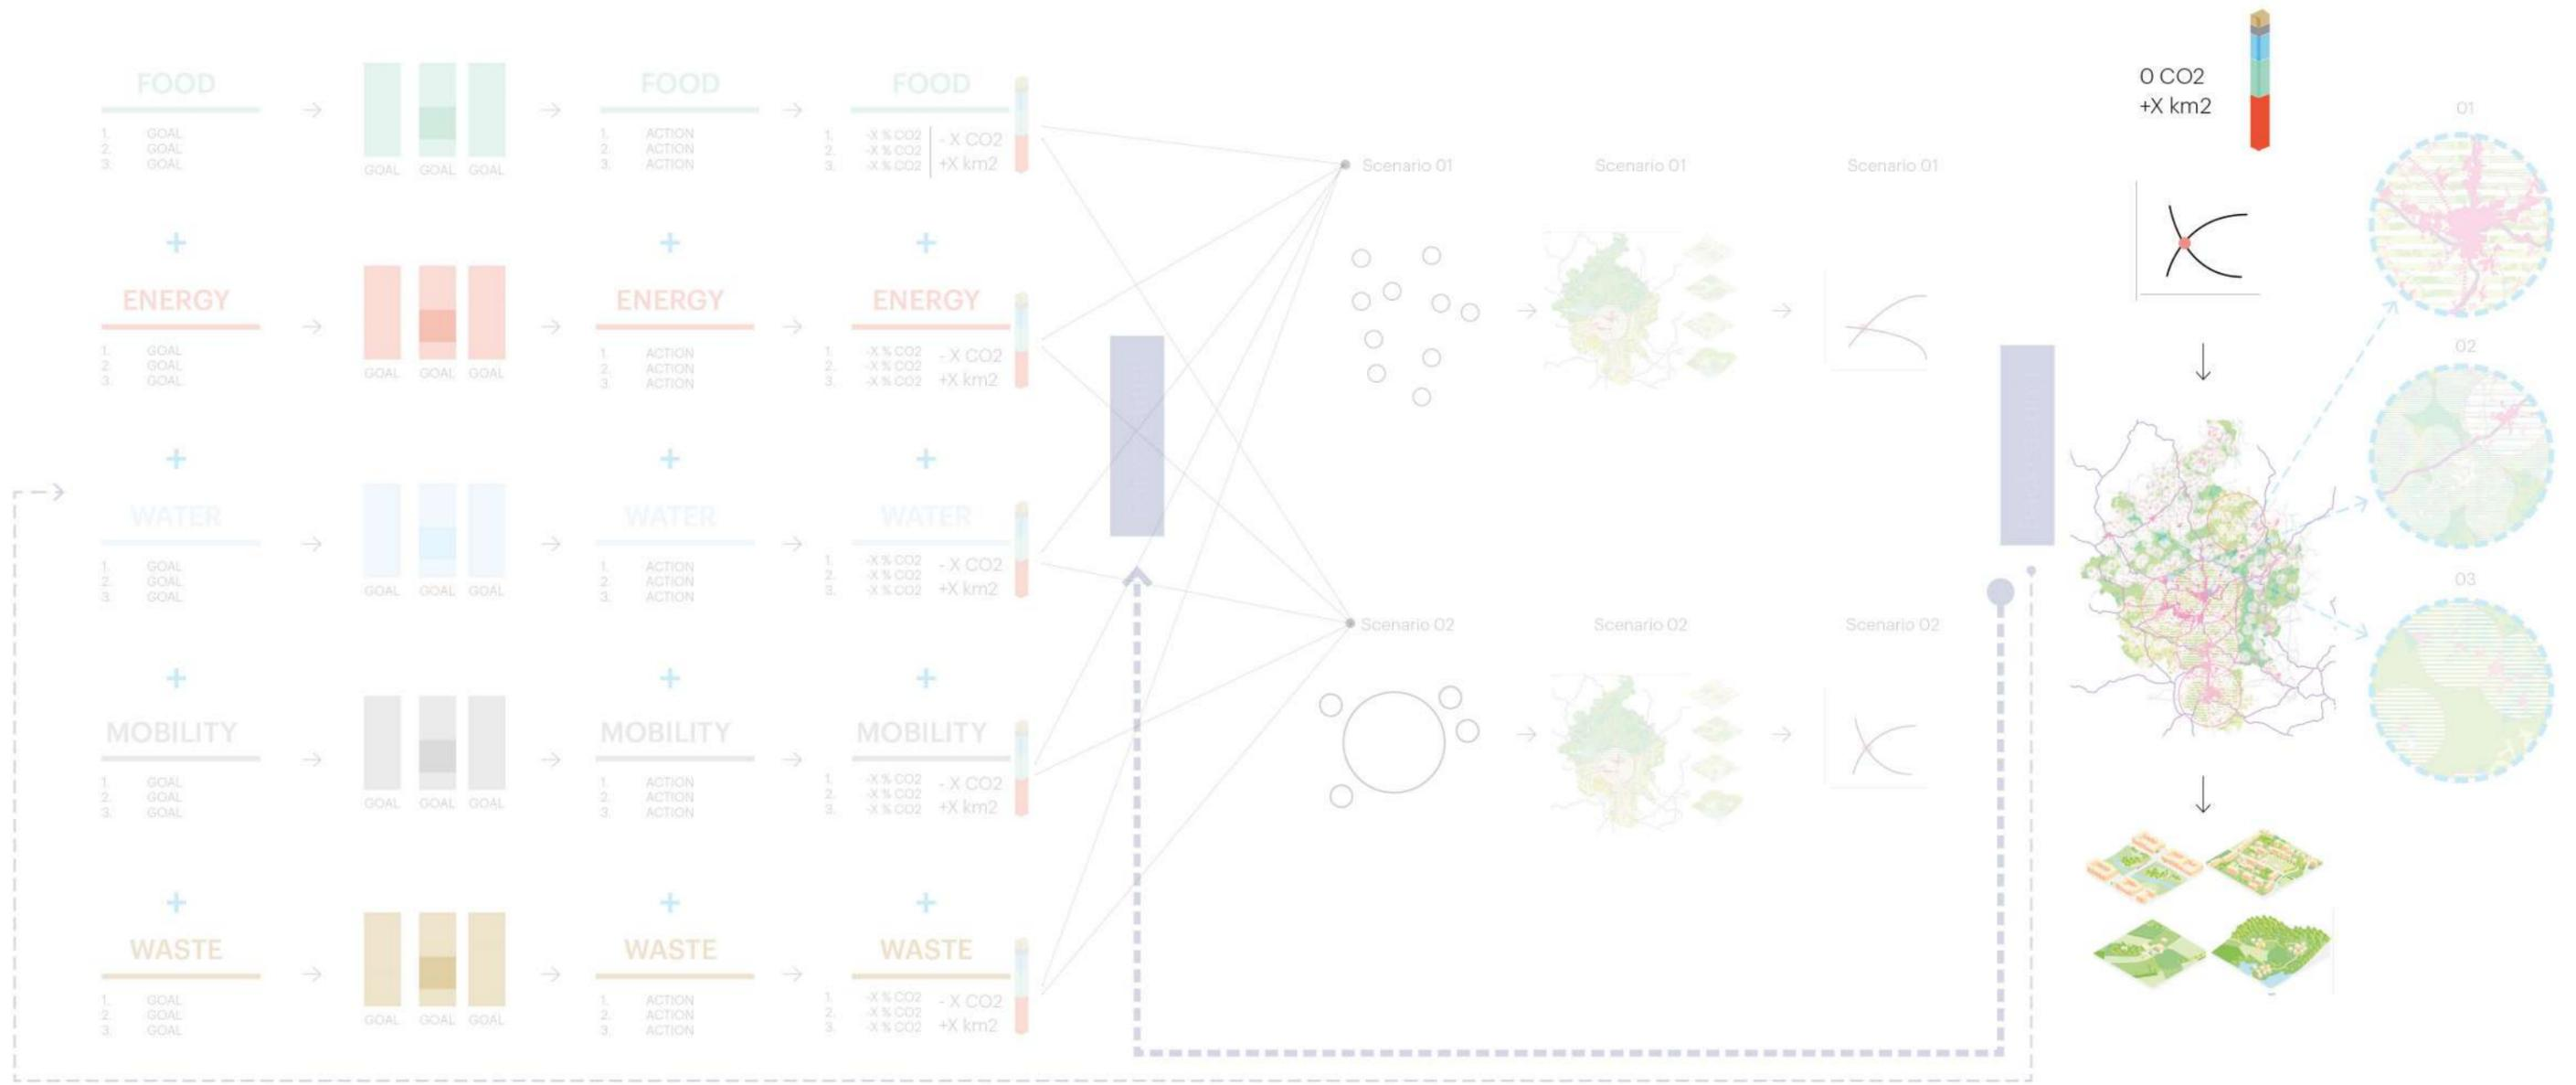 FOOD
1. GOAL
2. GOAL
3. GOAL
GOAL GOAL GOAL
FOOD
1. ACTION
2. ACTION
3. ACTION
FOOD
1. -X % CO2
2. -X % CO2
3. -X % CO2
- X CO2
+X km2
+
+
+
ENERGY
1. GOAL
2. GOAL
3. GOAL
GOAL GOAL GOAL
ENERGY
1. ACTION
2. ACTION
3. ACTION
ENERGY
1. -X % CO2
2. -X % CO2
3. -X % CO2
- X CO2
+X km2
+
+
+
WATER
1. GOAL
2. GOAL
3. GOAL
GOAL GOAL GOAL
WATER
1. ACTION
2. ACTION
3. ACTION
WATER
1. -X % CO2
2. -X % CO2
3. -X % CO2
- X CO2
+X km2
+
+
+
MOBILITY
1. GOAL
2. GOAL
3. GOAL
GOAL GOAL GOAL
MOBILITY
1. ACTION
2. ACTION
3. ACTION
MOBILITY
1. -X % CO2
2. -X % CO2
3. -X % CO2
- X CO2
+X km2
+
+
+
WASTE
1. GOAL
2. GOAL
3. GOAL
GOAL GOAL GOAL
WASTE
1. ACTION
2. ACTION
3. ACTION
WASTE
1. -X % CO2
2. -X % CO2
3. -X % CO2
- X CO2
+X km2
Scenario 01
Scenario 01
Scenario 01
Scenario 02
Scenario 02
Scenario 02
0 CO2
+X km2
01
02
03